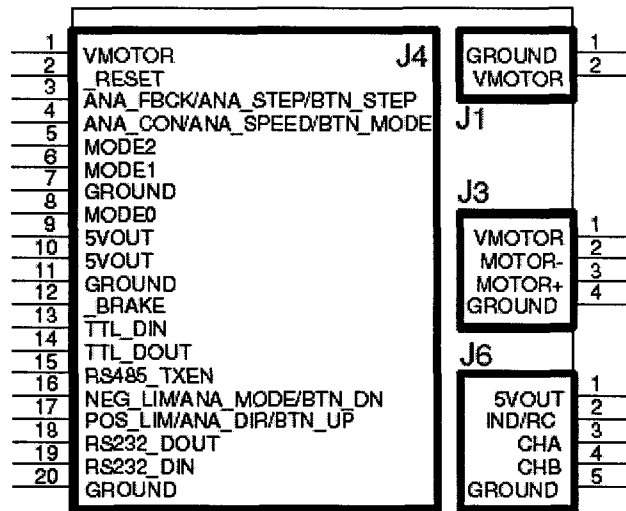 J4
1 VMOTOR
2 _RESET
3 ANA_FBCK/ANA_STEP/BTN_STEP
4 ANA_CON/ANA_SPEED/BTN_MODE
5 MODE2
6 MODE1
7 GROUND
8 MODE0
9 5VOUT
10 5VOUT
11 GROUND
12 _BRAKE
13 TTL_DIN
14 TTL_DOUT
15 RS485_TXEN
16 NEG_LIM/ANA_MODE/BTN_DN
17 POS_LIM/ANA_DIR/BTN_UP
18 RS232_DOUT
19 RS232_DIN
20 GROUND
GROUND 1
VMOTOR 2
J1
J3
VMOTOR 1
MOTOR- 2
MOTOR+ 3
GROUND 4
J6
5VOUT 1
IND/RC 2
CHA 3
CHB 4
GROUND 5